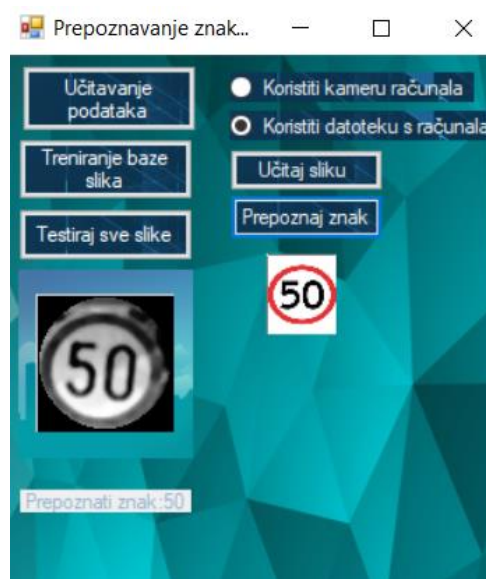 Prepoznavanje znak...
Učitavanje
podataka
Treniranje baze
slika
Testiraj sve slike
Koristiti kameru računala
Koristiti datoteku s računala
Učitaj sliku
Prepoznaj znak
50
50
Prepoznati znak:50